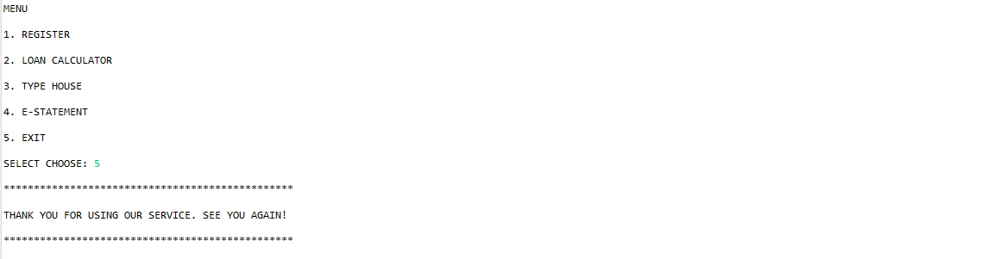 MENU
1. REGISTER
2. LOAN CALCULATOR
3. TYPE HOUSE
4. E-STATEMENT
5. EXIT
SELECT CHOOSE: 5
************************************************
THANK YOU FOR USING OUR SERVICE. SEE YOU AGAIN!
************************************************